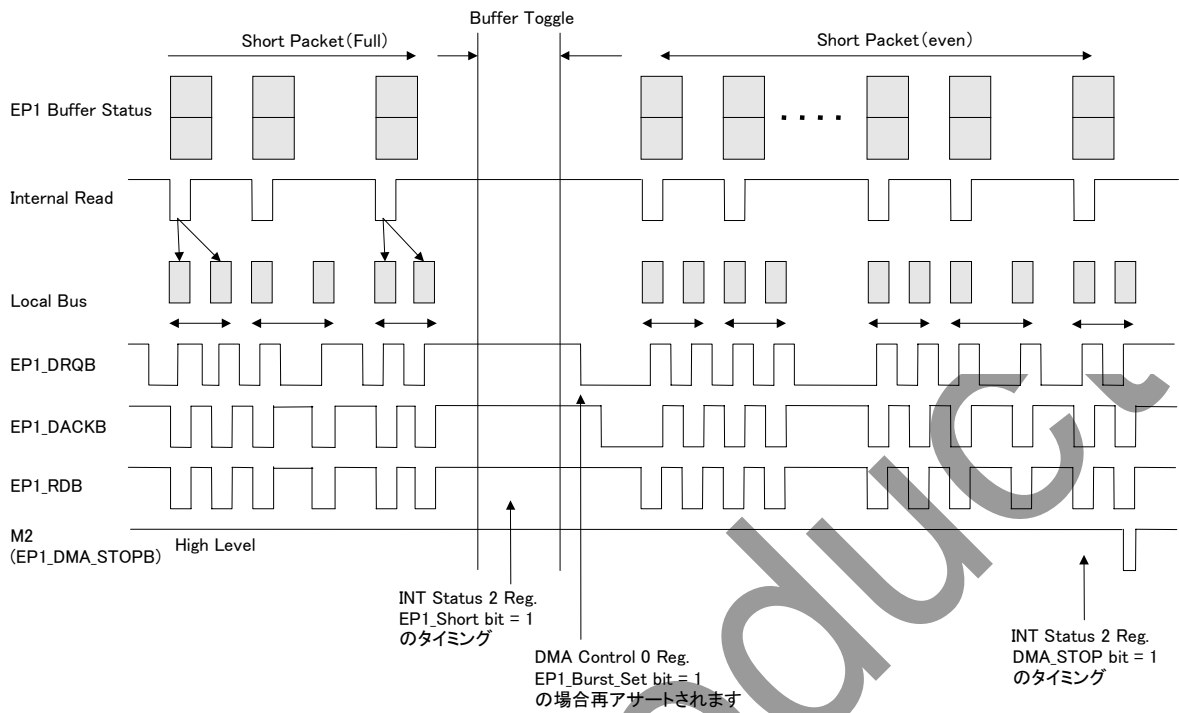 Buffer Toggle
Short Packet(Full)
Short Packet(even)
EP1 Buffer Status
・・・・
Internal Read
Local Bus
EP1_DRQB
EP1_DACKB
EP1_RDB
M2
(EP1_DMA_STOPB)
High Level
INT Status 2 Reg.
EP1_Short bit = 1
のタイミング
DMA Control 0 Reg.
EP1_Burst_Set bit = 1
の場合再アサートされます
INT Status 2 Reg.
DMA_STOP bit = 1
のタイミング